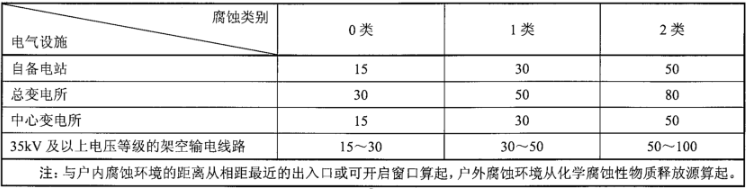 腐蚀类别
电气设施
0类 1类 2类
自备电站 15 30 50
总变电所 30 50 80
中心变电所 15 30 50
35kV 及以上电压等级的架空输电线路 15～30 30～50 50～100
注：与户内腐蚀环境的距离从相距最近的出入口或可开启窗口算起，户外腐蚀环境从化学腐蚀性物质释放源算起。